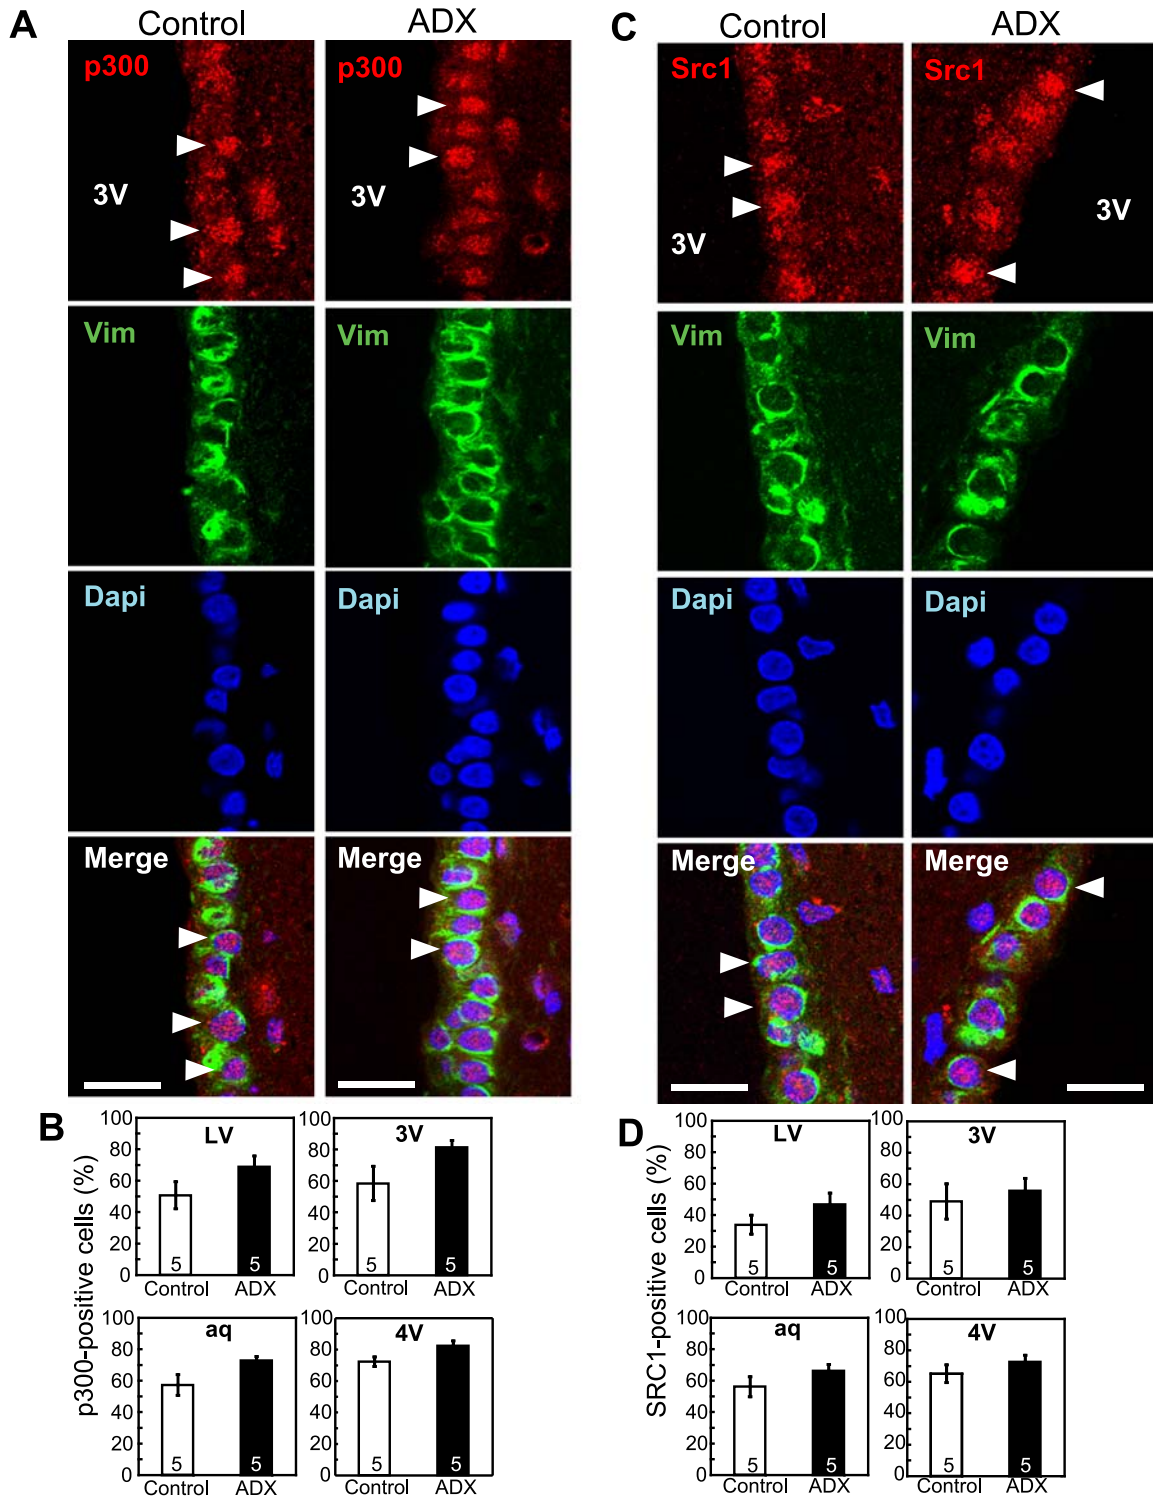 A
Control
ADX
p300
p300
3V
3V
Vim
Vim
Dapi
Dapi
Merge
Merge
C
Control
ADX
Src1
Src1
3V
3V
Vim
Vim
Dapi
Dapi
Merge
Merge
B
p300-positive cells (%)
LV
100
80
60
40
20
0
5
5
Control
ADX
3V
100
80
60
40
20
0
5
5
Control
ADX
aq
100
80
60
40
20
0
5
5
Control
ADX
4V
100
80
60
40
20
0
5
5
Control
ADX
D
SRC1-positive cells (%)
LV
100
80
60
40
20
0
5
5
Control
ADX
3V
100
80
60
40
20
0
5
5
Control
ADX
aq
100
80
60
40
20
0
5
5
Control
ADX
4V
100
80
60
40
20
0
5
5
Control
ADX